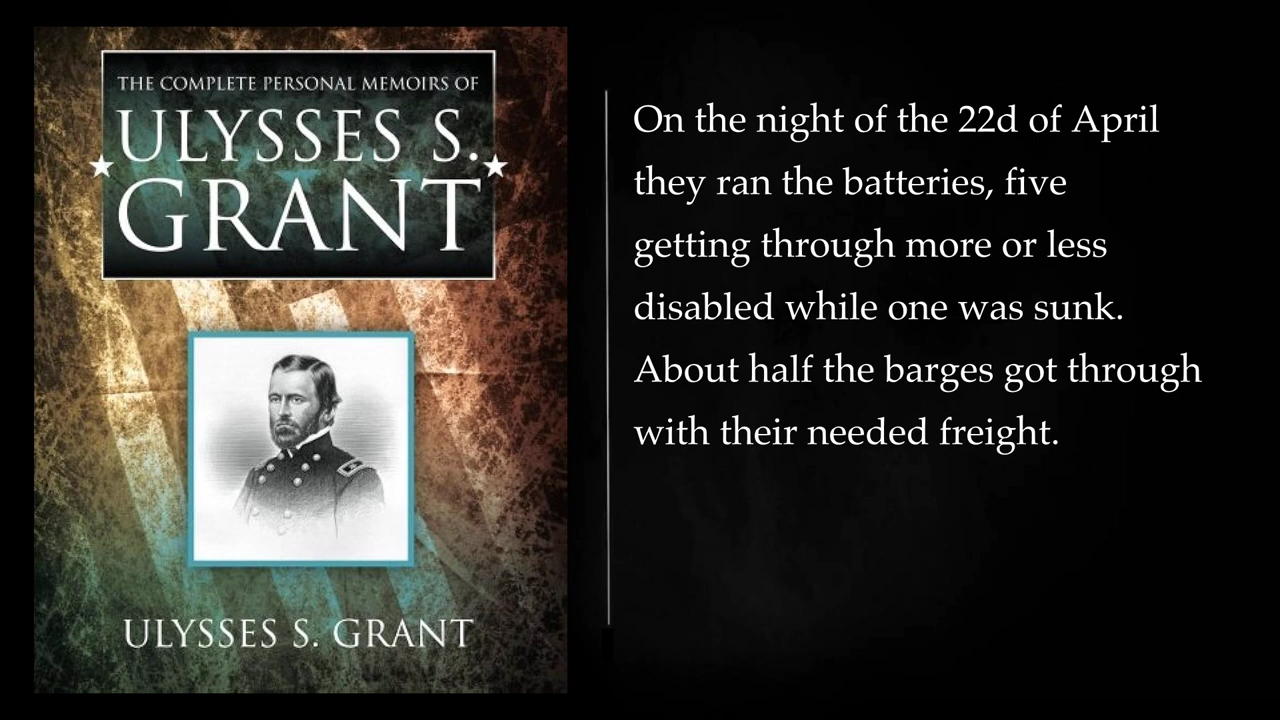 THE COMPLETE PERSONAL MEMOIRS OF
ULYSSES S.
GRANT
ULYSSES S. GRANT
On the night of the 22d of April
they ran the batteries, five
getting through more or less
disabled while one was sunk.
About half the barges got through
with their needed freight.